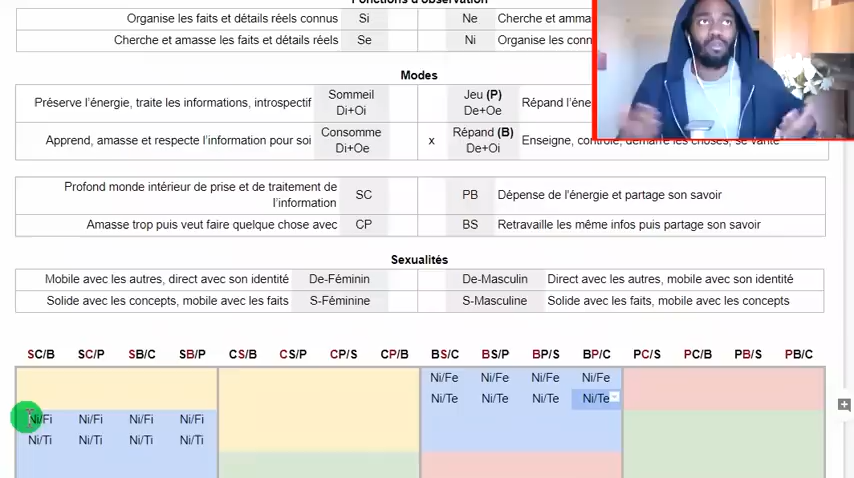 Fonctions d'observation
Organise les faits et détails réels connus Si Ne Cherche et amma
Cherche et amasse les faits et détails réels Se Ni Organise les conn
Modes
Préserve l'énergie, traite les informations, introspectif Sommeil Di+Oi Jeu (P) De+Oe Répand l'éne
Apprend, amasse et respecte l'information pour soi Consomme Di+Oe x Répand (B) De+Oi Enseigne, contrôle, démarre les choses, se vante
Profond monde intérieur de prise et de traitement de l'information SC PB Dépense de l'énergie et partage son savoir
Amasse trop puis veut faire quelque chose avec CP BS Retravaille les même infos puis partage son savoir
Sexualités
Mobile avec les autres, direct avec son identité De-Féminin De-Masculin Direct avec les autres, mobile avec son identité
Solide avec les concepts, mobile avec les faits S-Féminine S-Masculine Solide avec les faits, mobile avec les concepts
SC/B SC/P SB/C SB/P CS/B CS/P CP/S CP/B BS/C BS/P BP/S BP/C PC/S PC/B PB/S PB/C
Ni/Fe Ni/Fe Ni/Fe Ni/Fe
Ni/Te Ni/Te Ni/Te Ni/Te
Ni/Fi Ni/Fi Ni/Fi Ni/Fi
Ni/Ti Ni/Ti Ni/Ti Ni/Ti